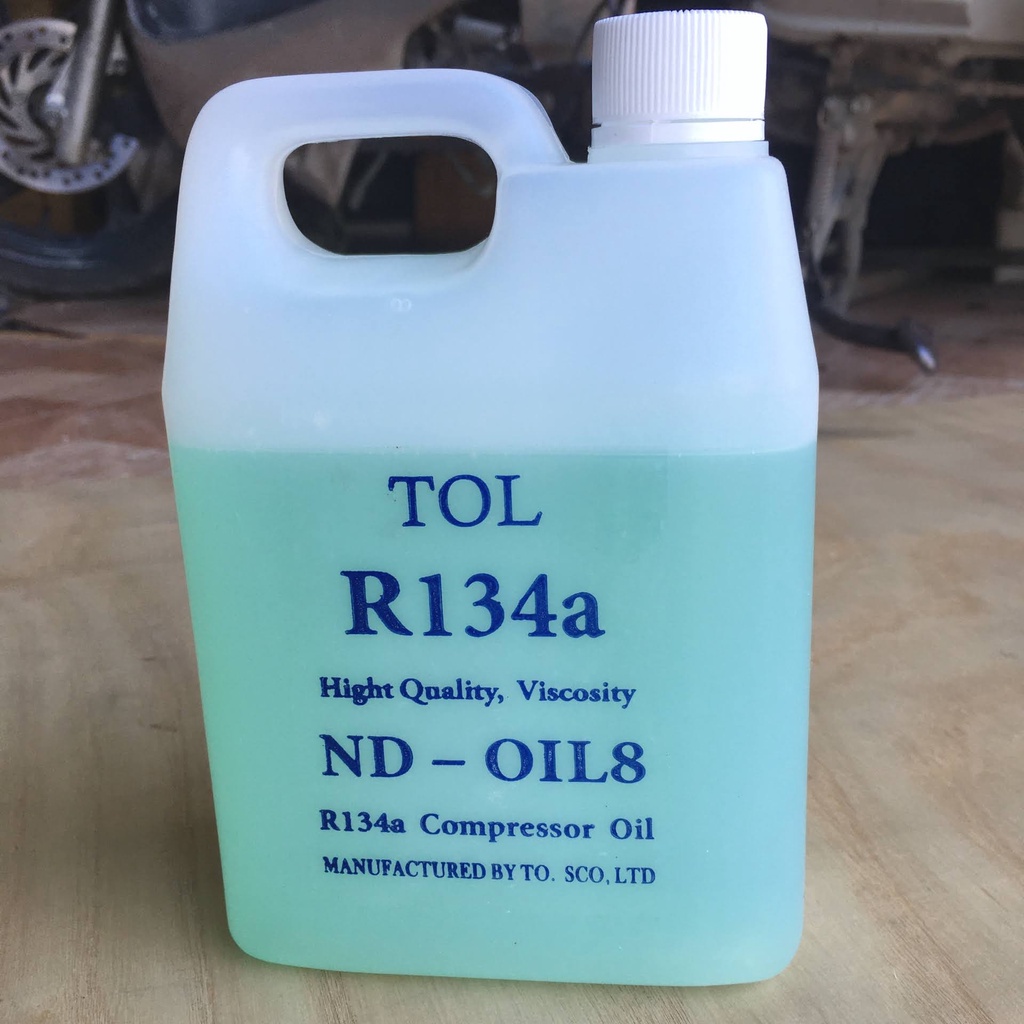 TOL
R134a
Hight Quality, Viscosity
ND – OIL8
R134a Compressor Oil
MANUFACTURED BY TO. SCO, LTD